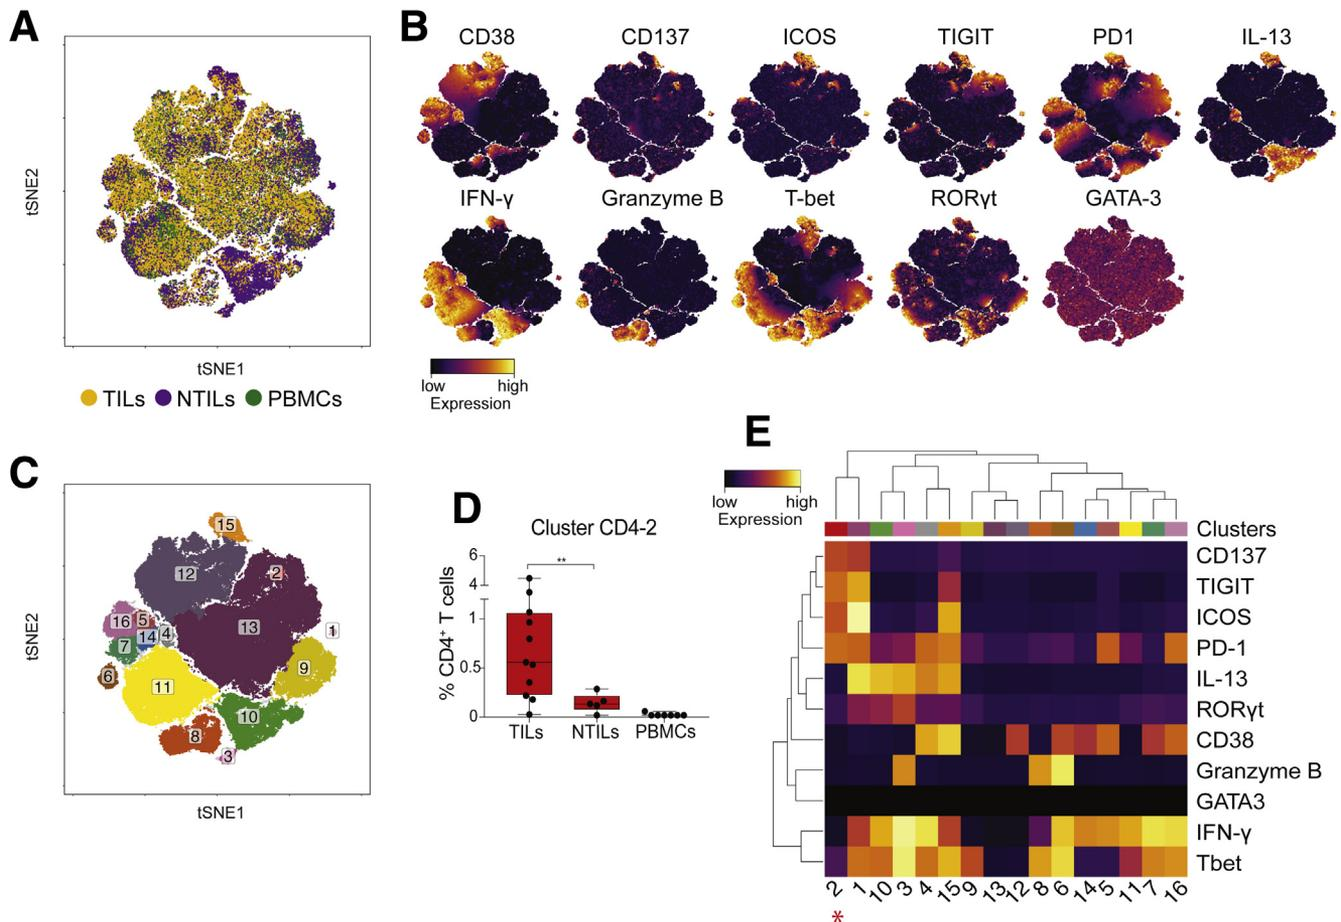 A
tSNE2
tSNE1
TILs NTILs PBMCs
B
CD38 CD137 ICOS TIGIT PD1 IL-13
IFN-γ Granzyme B T-bet RORγt GATA-3
low high
Expression
C
15
12 2
16 5 4 13 1
7 14
6 11 9
8 10
3
tSNE2
tSNE1
D
Cluster CD4-2
**
% CD4+ T cells
6
4
1
0.5
0
TILs NTILs PBMCs
E
low high
Expression
Clusters
CD137
TIGIT
ICOS
PD-1
IL-13
RORγt
CD38
Granzyme B
GATA3
IFN-γ
Tbet
2 1 10 3 4 15 9 13 12 8 6 14 5 11 7 16
*